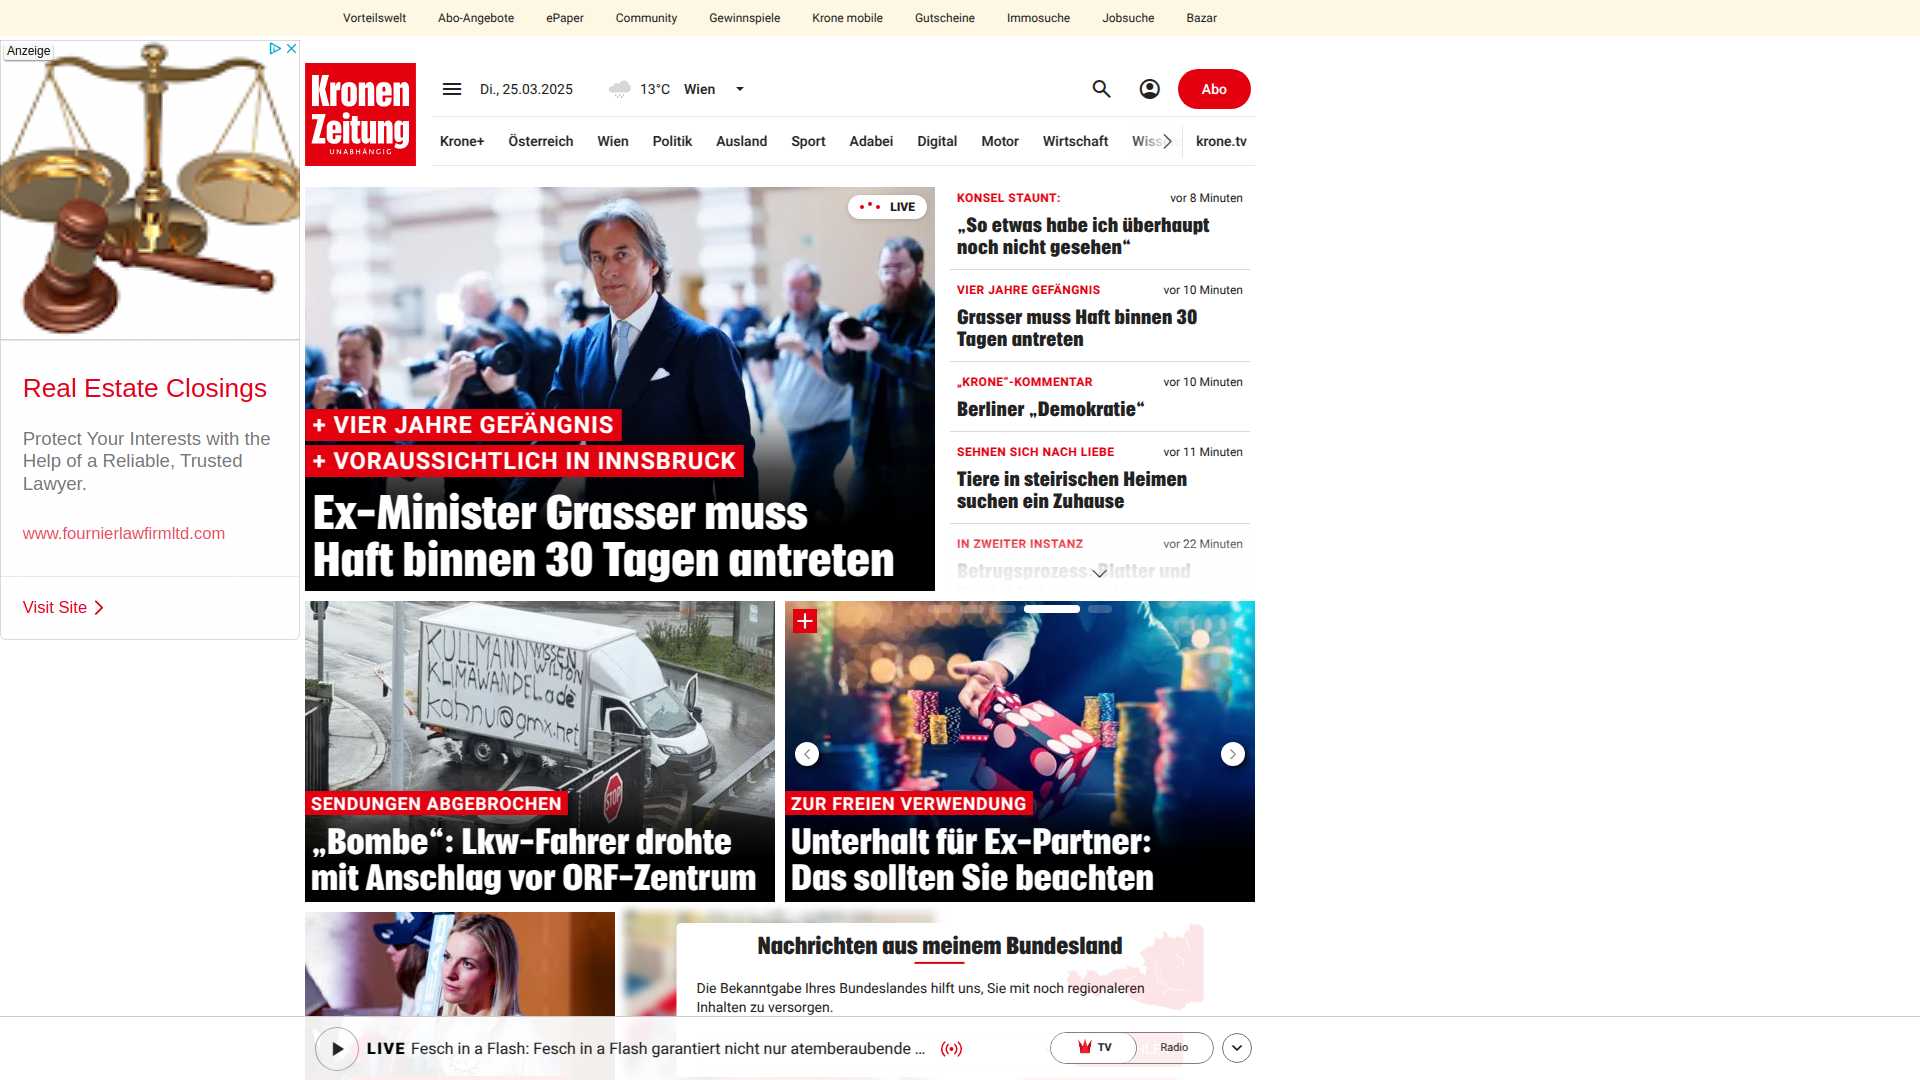 Vorteilswelt
Abo-Angebote
ePaper
Community
Gewinnspiele
Krone mobile
Gutscheine
Immosuche
Jobsuche
Bazar
Anzeige
Real Estate Closings
Protect Your Interests with the
Help of a Reliable, Trusted
Lawyer.
www.fournierlawfirmltd.com
Visit Site
Kronen
Zeitung
UNABHÄNGIG
Di., 25.03.2025
13°C
Wien
Abo
Krone+
Österreich
Wien
Politik
Ausland
Sport
Adabei
Digital
Motor
Wirtschaft
krone.tv
LIVE
+ VIER JAHRE GEFÄNGNIS
+ VORAUSSICHTLICH IN INNSBRUCK
Ex-Minister Grasser muss
Haft binnen 30 Tagen antreten
KONSEL STAUNT:
vor 8 Minuten
„So etwas habe ich überhaupt
noch nicht gesehen“
VIER JAHRE GEFÄNGNIS
vor 10 Minuten
Grasser muss Haft binnen 30
Tagen antreten
„KRONE“-KOMMENTAR
vor 10 Minuten
Berliner „Demokratie“
SEHNEN SICH NACH LIEBE
vor 11 Minuten
Tiere in steirischen Heimen
suchen ein Zuhause
IN ZWEITER INSTANZ
vor 22 Minuten
Betrugsprozess: Platter und
KULLMANN WISSEN
WILTON
KLIMAWANDEL ade
kahnu@gmx.net
STOP
SENDUNGEN ABGEBROCHEN
„Bombe“: Lkw-Fahrer drohte
mit Anschlag vor ORF-Zentrum
ZUR FREIEN VERWENDUNG
Unterhalt für Ex-Partner:
Das sollten Sie beachten
Nachrichten aus meinem Bundesland
Die Bekanntgabe Ihres Bundeslandes hilft uns, Sie mit noch regionaleren
Inhalten zu versorgen.
LIVE Fesch in a Flash: Fesch in a Flash garantiert nicht nur atemberaubende ...
TV
Radio